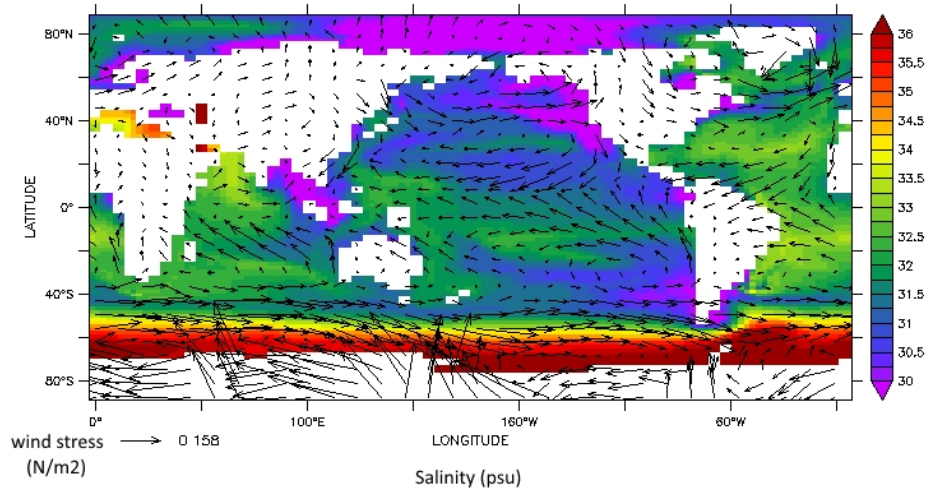 80°N
40°N
0°
40°S
80°S
LATITUDE
36
35.5
35
34.5
34
33.5
33
32.5
32
31.5
31
30.5
30
0°
100°E
160°W
60°W
LONGITUDE
wind stress
(N/m2)
0 158
Salinity (psu)